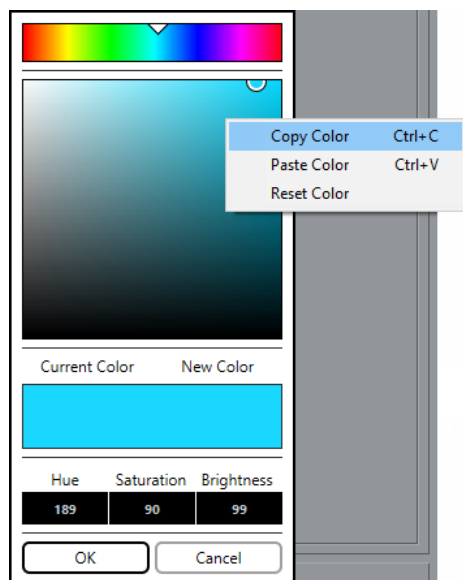 Copy Color Ctrl+C
Paste Color Ctrl+V
Reset Color
Current Color New Color
Hue Saturation Brightness
189 90 99
OK Cancel